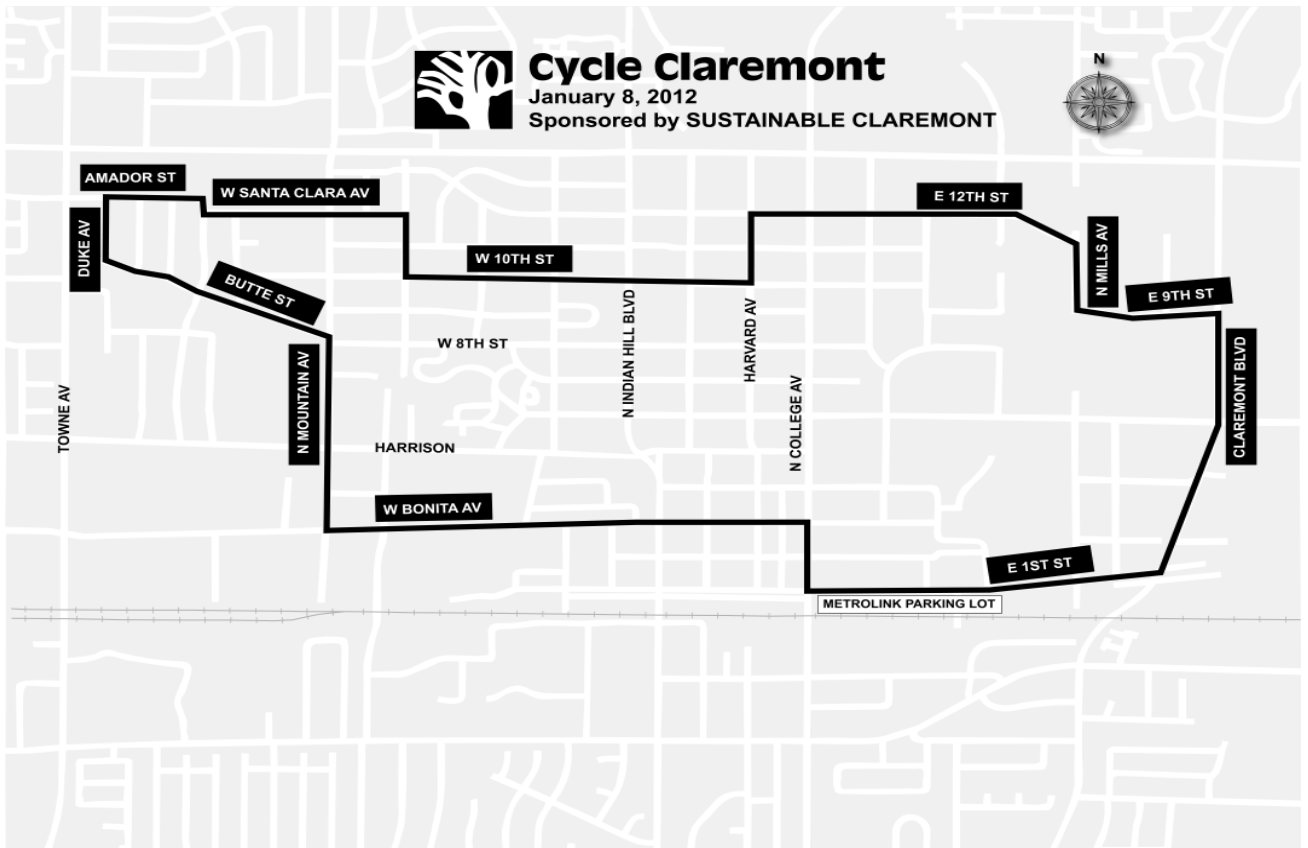 Cycle Claremont
January 8, 2012
Sponsored by SUSTAINABLE CLAREMONT
N
AMADOR ST
W SANTA CLARA AV
E 12TH ST
DUKE AV
W 10TH ST
N MILLS AV
BUTTE ST
E 9TH ST
N INDIAN HILL BLVD
HARVARD AV
W 8TH ST
CLAREMONT BLVD
TOWNE AV
N MOUNTAIN AV
N COLLEGE AV
HARRISON
W BONITA AV
E 1ST ST
METROLINK PARKING LOT